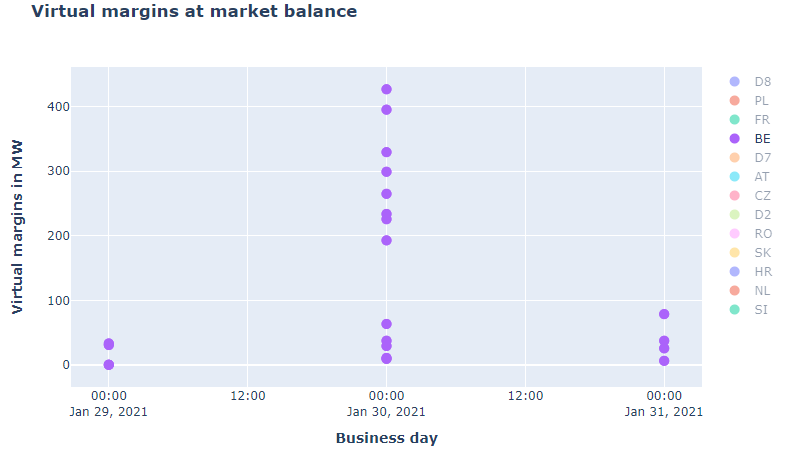 Virtual margins at market balance
Virtual margins in MW
400
300
200
100
0
00:00
Jan 29, 2021
12:00
00:00
Jan 30, 2021
12:00
00:00
Jan 31, 2021
Business day
D8
PL
FR
BE
D7
AT
CZ
D2
RO
SK
HR
NL
SI